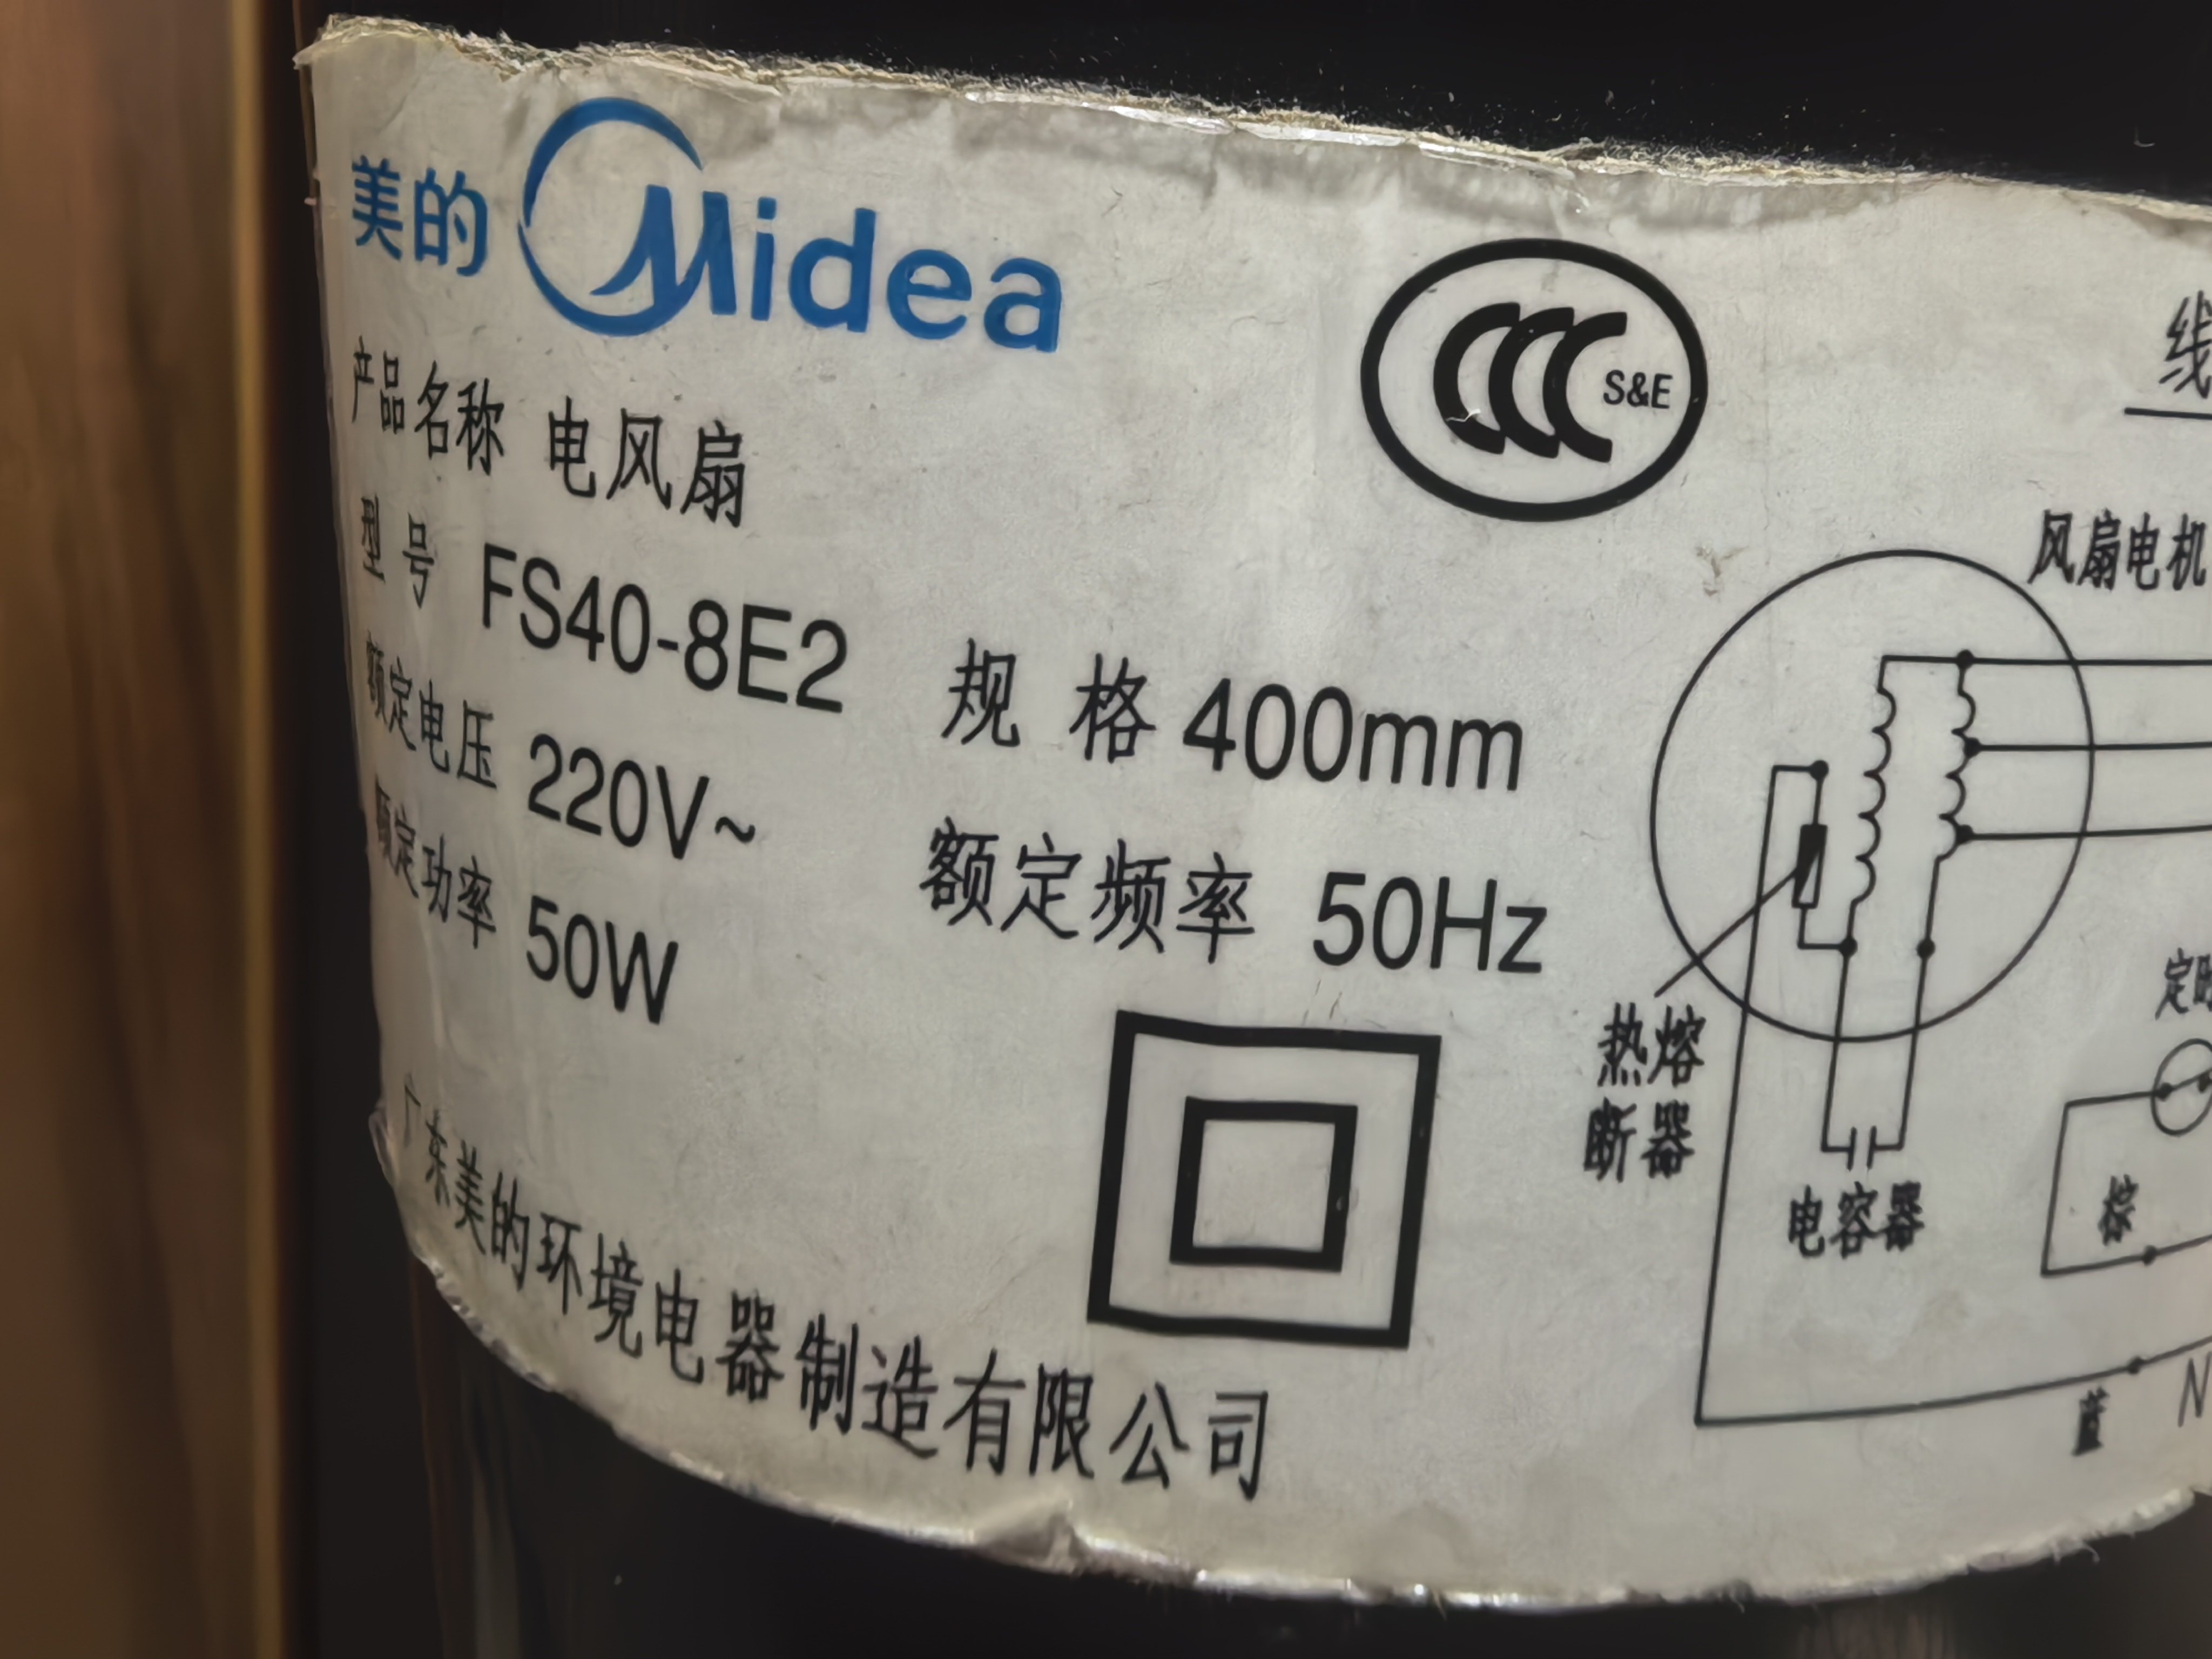 美的 Midea
CCC S&E
产品名称 电风扇
型号 FS40-8E2 规格 400mm
额定电压 220V~ 额定频率 50Hz
额定功率 50W
广东美的环境电器制造有限公司
线
风扇电机
热熔
断器
电容器
定时
棕
蓝 N